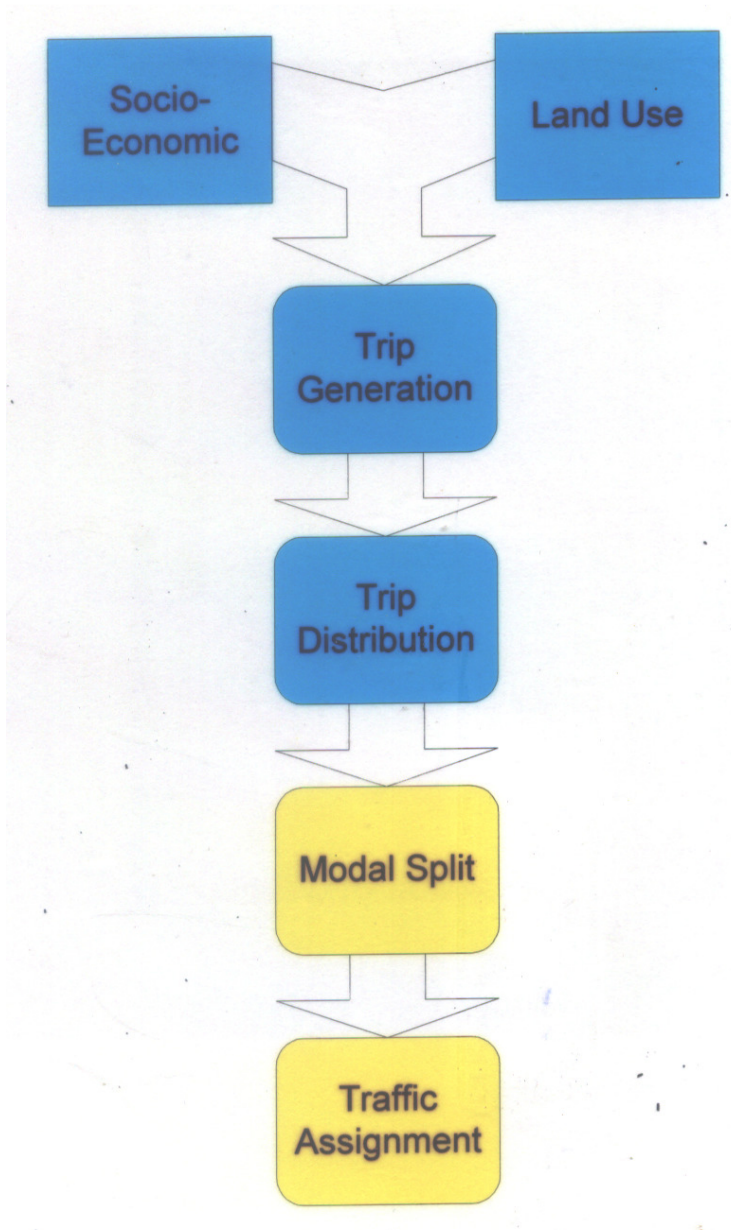 Socio-
Economic
Land Use
Trip
Generation
Trip
Distribution
Modal Split
Traffic
Assignment